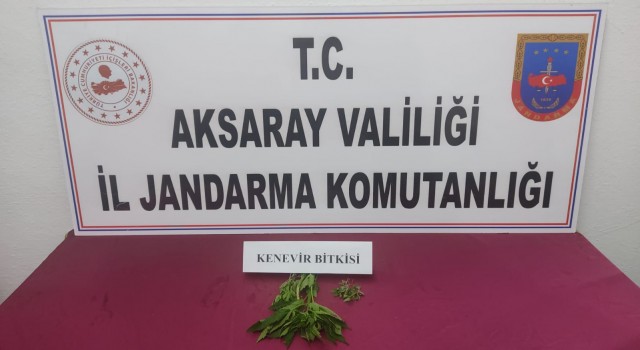 T.C.
AKSARAY VALİLİĞİ
İL JANDARMA KOMUTANLIĞI
KENEVİR BİTKİSİ